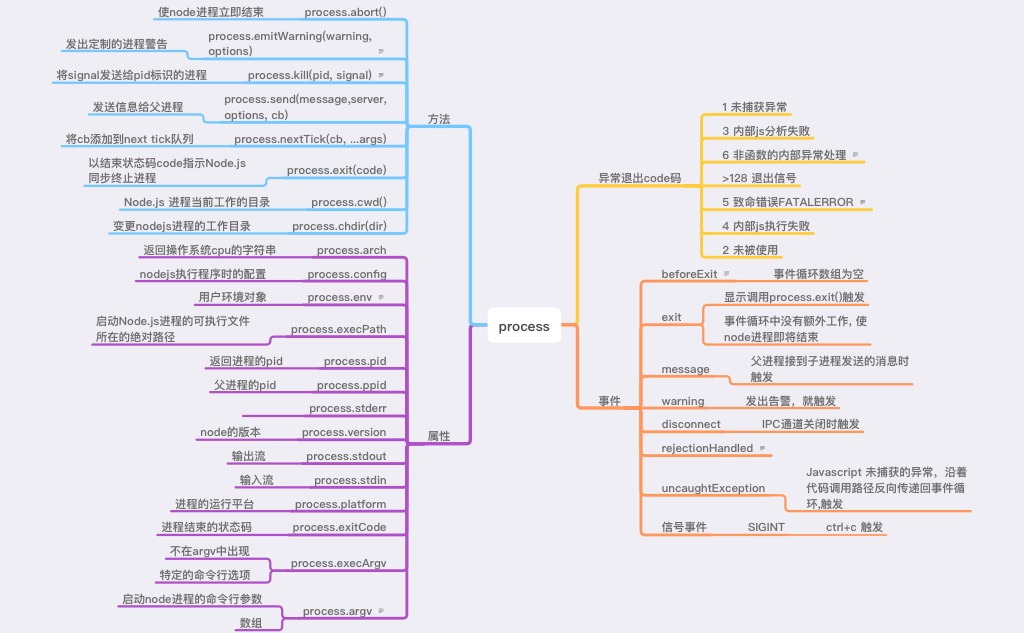 process
方法
process.abort()
使node进程立即结束
process.emitWarning(warning,
options)
发出定制的进程警告
process.kill(pid, signal)
将signal发送给pid标识的进程
process.send(message,server,
options, cb)
发送信息给父进程
process.nextTick(cb, ...args)
将cb添加到next tick队列
process.exit(code)
以结束状态码code指示Node.js
同步终止进程
process.cwd()
Node.js 进程当前工作的目录
process.chdir(dir)
变更nodejs进程的工作目录
属性
process.arch
返回操作系统cpu的字符串
process.config
nodejs执行程序时的配置
process.env
用户环境对象
process.execPath
启动Node.js进程的可执行文件
所在的绝对路径
process.pid
返回进程的pid
process.ppid
父进程的pid
process.stderr
process.version
node的版本
process.stdout
输出流
process.stdin
输入流
process.platform
进程的运行平台
process.exitCode
进程结束的状态码
process.execArgv
不在argv中出现
特定的命令行选项
process.argv
启动node进程的命令行参数
数组
异常退出code码
1 未捕获异常
3 内部js分析失败
6 非函数的内部异常处理
>128 退出信号
5 致命错误FATALERROR
4 内部js执行失败
2 未被使用
事件
beforeExit
事件循环数组为空
exit
显示调用process.exit()触发
事件循环中没有额外工作, 使
node进程即将结束
message
父进程接到子进程发送的消息时
触发
warning
发出告警，就触发
disconnect
IPC通道关闭时触发
rejectionHandled
uncaughtException
Javascript 未捕获的异常，沿着
代码调用路径反向传递回事件循
环,触发
信号事件
SIGINT
ctrl+c 触发